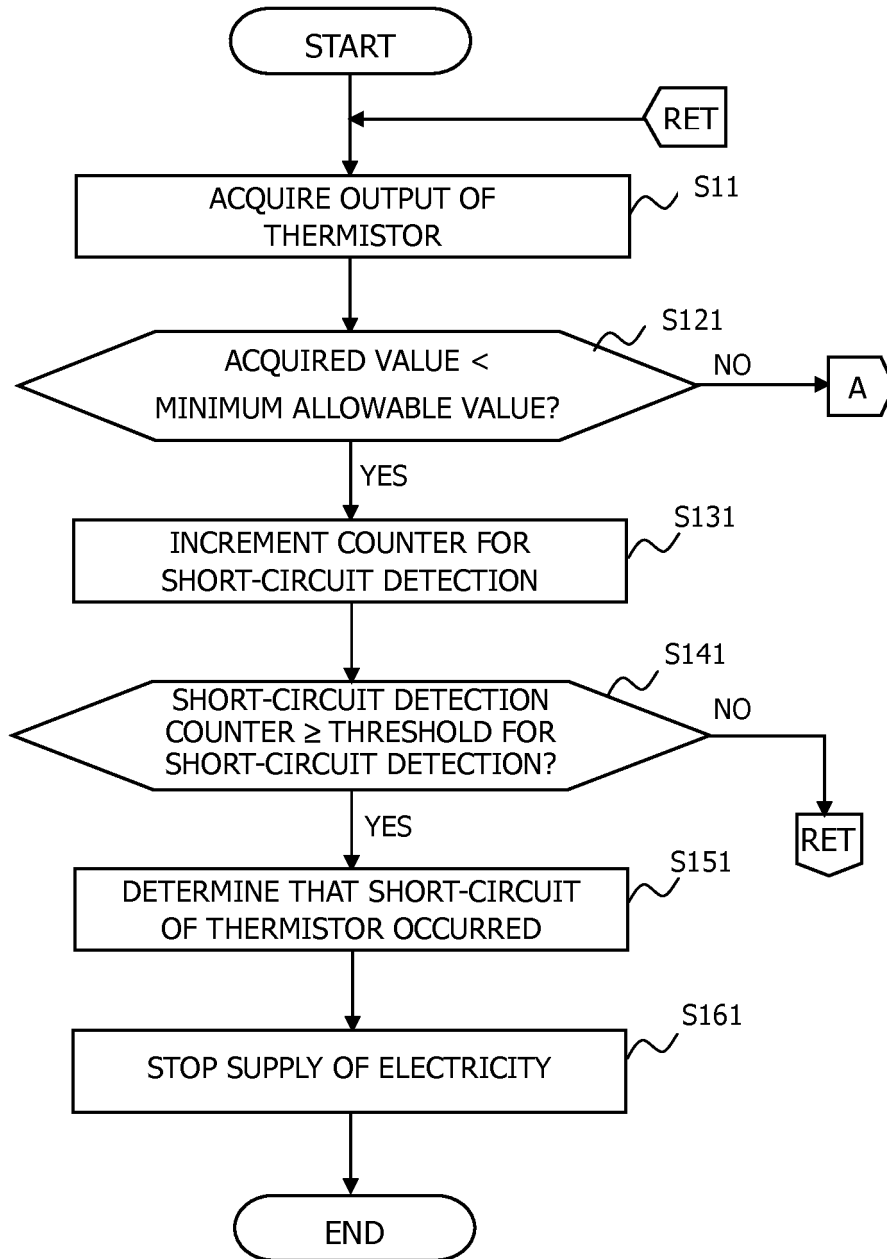 START
RET
ACQUIRE OUTPUT OF
THERMISTOR
S11
S121
ACQUIRED VALUE <
MINIMUM ALLOWABLE VALUE?
NO
A
YES
INCREMENT COUNTER FOR
SHORT-CIRCUIT DETECTION
S131
S141
SHORT-CIRCUIT DETECTION
COUNTER ≥ THRESHOLD FOR
SHORT-CIRCUIT DETECTION?
NO
RET
YES
DETERMINE THAT SHORT-CIRCUIT
OF THERMISTOR OCCURRED
S151
S161
STOP SUPPLY OF ELECTRICITY
END